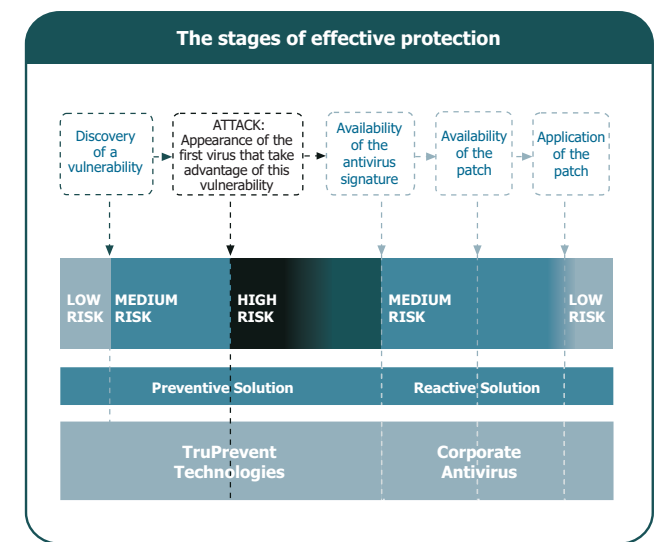 The stages of effective protection
Discovery
of a
vulnerability
ATTACK:
Appearance of the
first virus that take
advantage of this
vulnerability
Availability
of the
antivirus
signature
Availability
of the
patch
Application
of the
patch
LOW
RISK
MEDIUM
RISK
HIGH
RISK
MEDIUM
RISK
LOW
RISK
Preventive Solution
Reactive Solution
TruPrevent
Technologies
Corporate
Antivirus